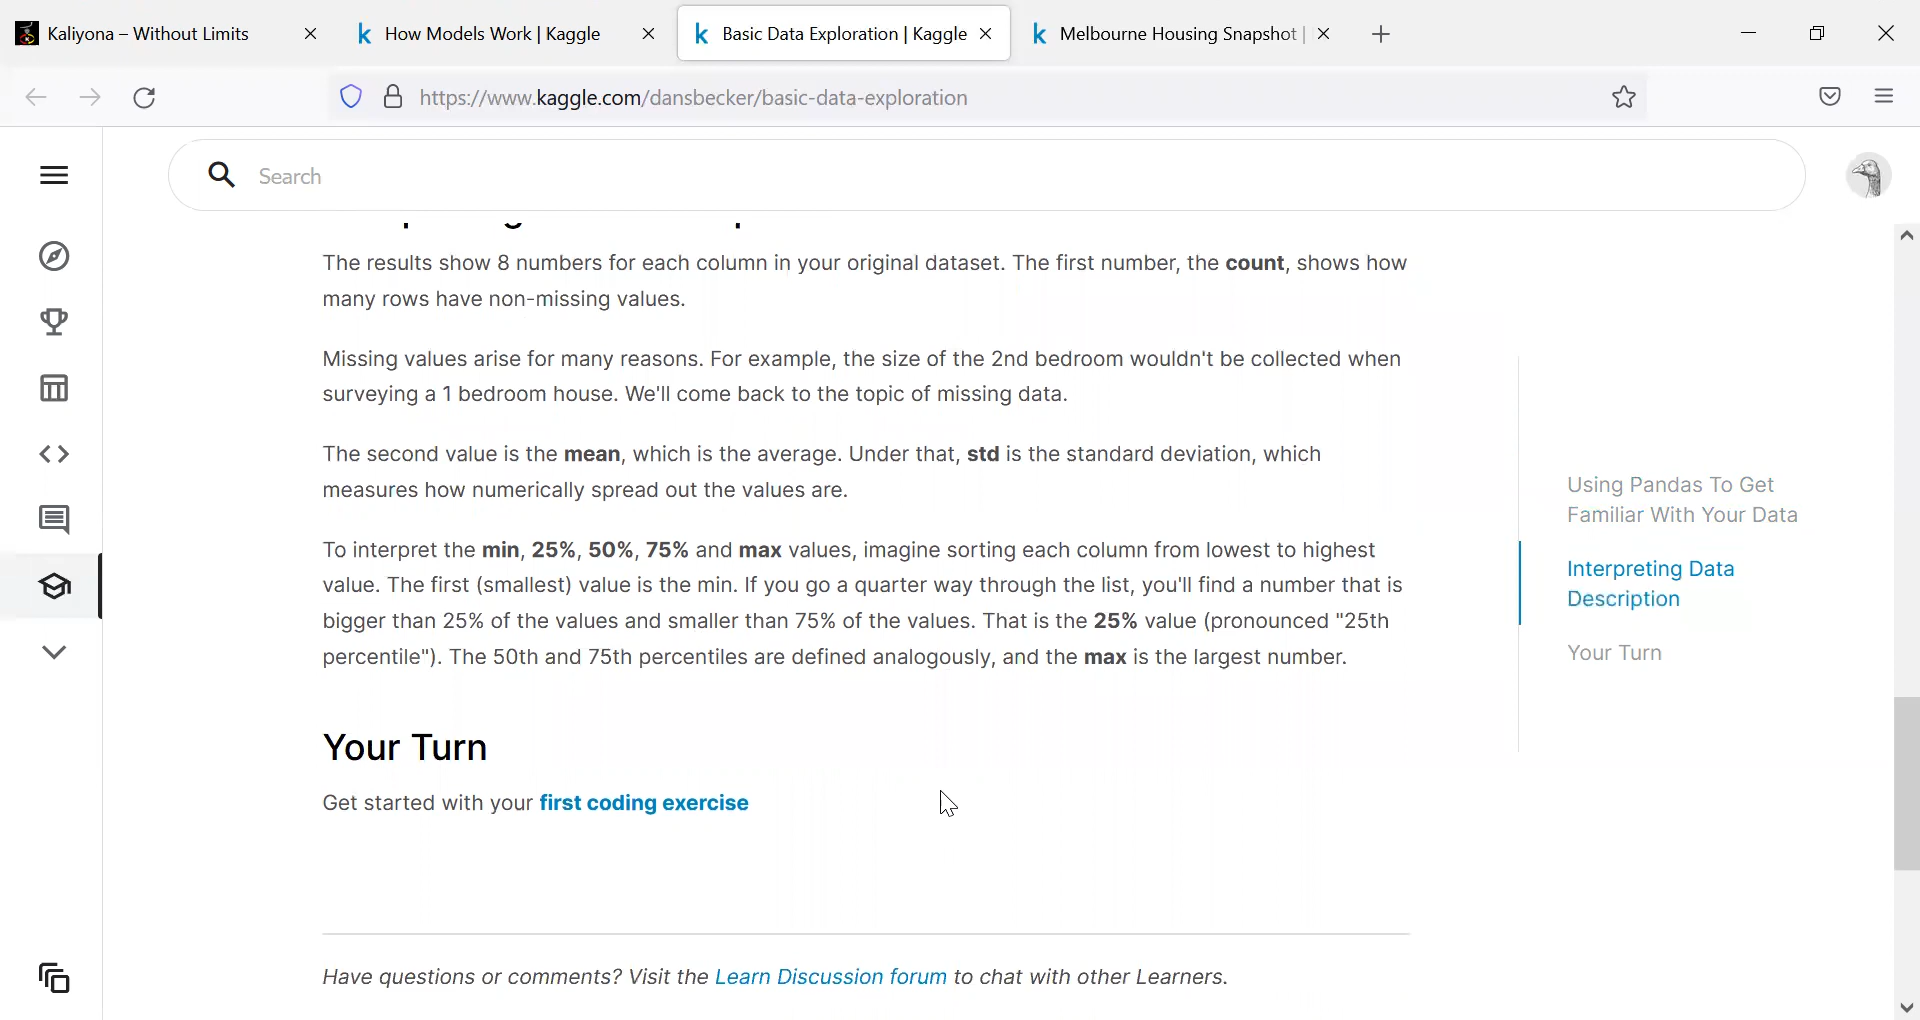 Kaliyona – Without Limits
How Models Work | Kaggle
Basic Data Exploration | Kaggle
Melbourne Housing Snapshot |
https://www.kaggle.com/dansbecker/basic-data-exploration
Search
The results show 8 numbers for each column in your original dataset. The first number, the count, shows how
many rows have non-missing values.
Missing values arise for many reasons. For example, the size of the 2nd bedroom wouldn't be collected when
surveying a 1 bedroom house. We'll come back to the topic of missing data.
The second value is the mean, which is the average. Under that, std is the standard deviation, which
measures how numerically spread out the values are.
To interpret the min, 25%, 50%, 75% and max values, imagine sorting each column from lowest to highest
value. The first (smallest) value is the min. If you go a quarter way through the list, you'll find a number that is
bigger than 25% of the values and smaller than 75% of the values. That is the 25% value (pronounced "25th
percentile"). The 50th and 75th percentiles are defined analogously, and the max is the largest number.
Your Turn
Get started with your first coding exercise
Have questions or comments? Visit the Learn Discussion forum to chat with other Learners.
Using Pandas To Get
Familiar With Your Data
Interpreting Data
Description
Your Turn